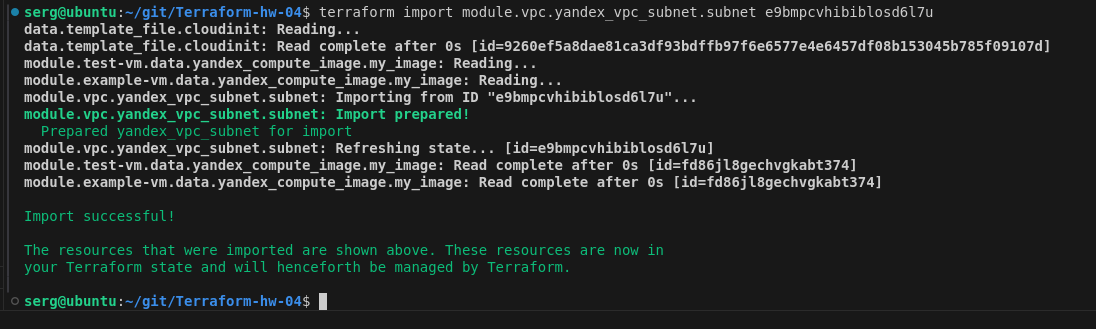 serg@ubuntu:~/git/Terraform-hw-04$ terraform import module.vpc.yandex_vpc_subnet.subnet e9bmpcvhibiblosd6l7u
data.template_file.cloudinit: Reading...
data.template_file.cloudinit: Read complete after 0s [id=9260ef5a8dae81ca3df93bdffb97f6e6577e4e6457df08b153045b785f09107d]
module.test-vm.data.yandex_compute_image.my_image: Reading...
module.example-vm.data.yandex_compute_image.my_image: Reading...
module.vpc.yandex_vpc_subnet.subnet: Importing from ID "e9bmpcvhibiblosd6l7u"...
module.vpc.yandex_vpc_subnet.subnet: Import prepared!
  Prepared yandex_vpc_subnet for import
module.vpc.yandex_vpc_subnet.subnet: Refreshing state... [id=e9bmpcvhibiblosd6l7u]
module.test-vm.data.yandex_compute_image.my_image: Read complete after 0s [id=fd86jl8gechvgkabt374]
module.example-vm.data.yandex_compute_image.my_image: Read complete after 0s [id=fd86jl8gechvgkabt374]
Import successful!
The resources that were imported are shown above. These resources are now in
your Terraform state and will henceforth be managed by Terraform.
serg@ubuntu:~/git/Terraform-hw-04$